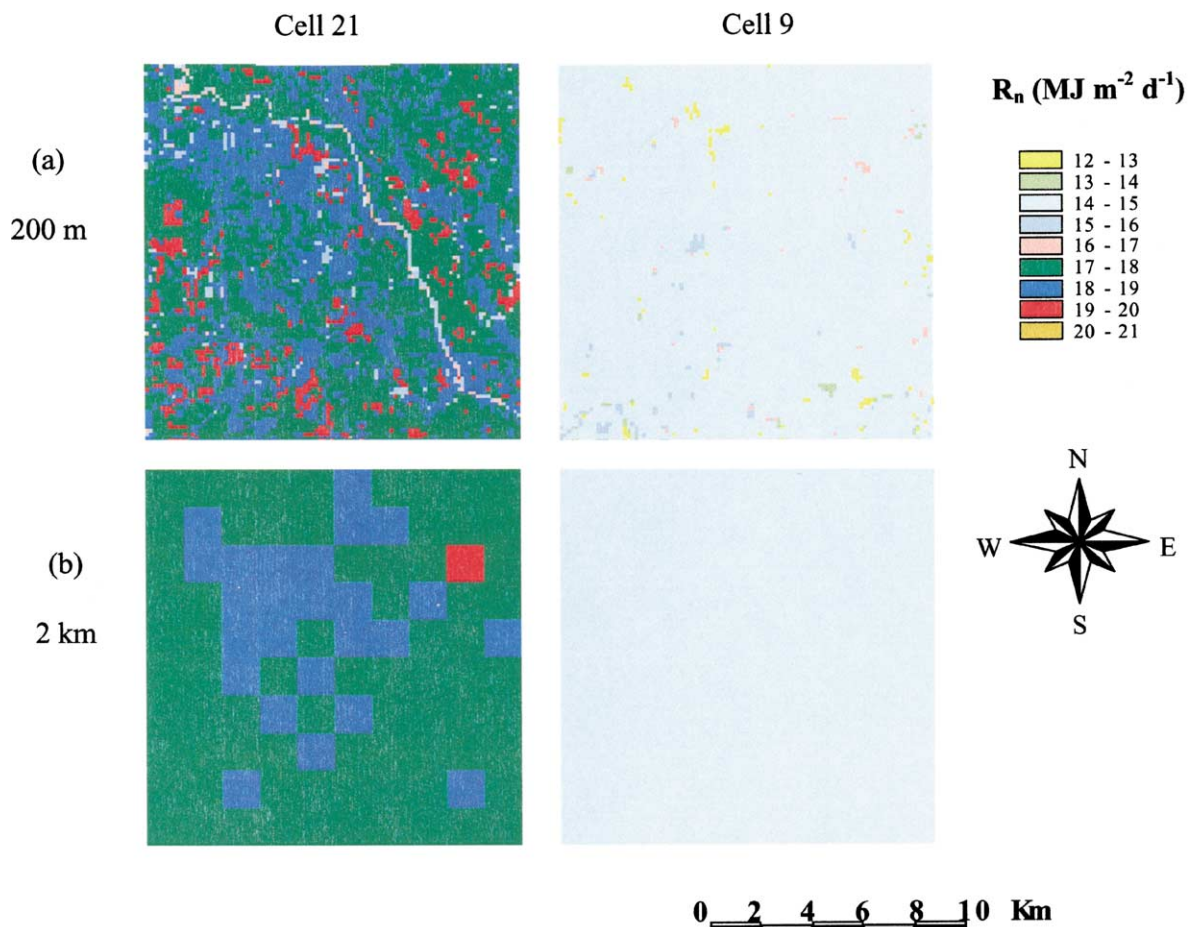 Cell 21
Cell 9
Rₙ (MJ m⁻² d⁻¹)
(a)
200 m
12 - 13
13 - 14
14 - 15
15 - 16
16 - 17
17 - 18
18 - 19
19 - 20
20 - 21
N
W
E
S
(b)
2 km
0 2 4 6 8 10 Km